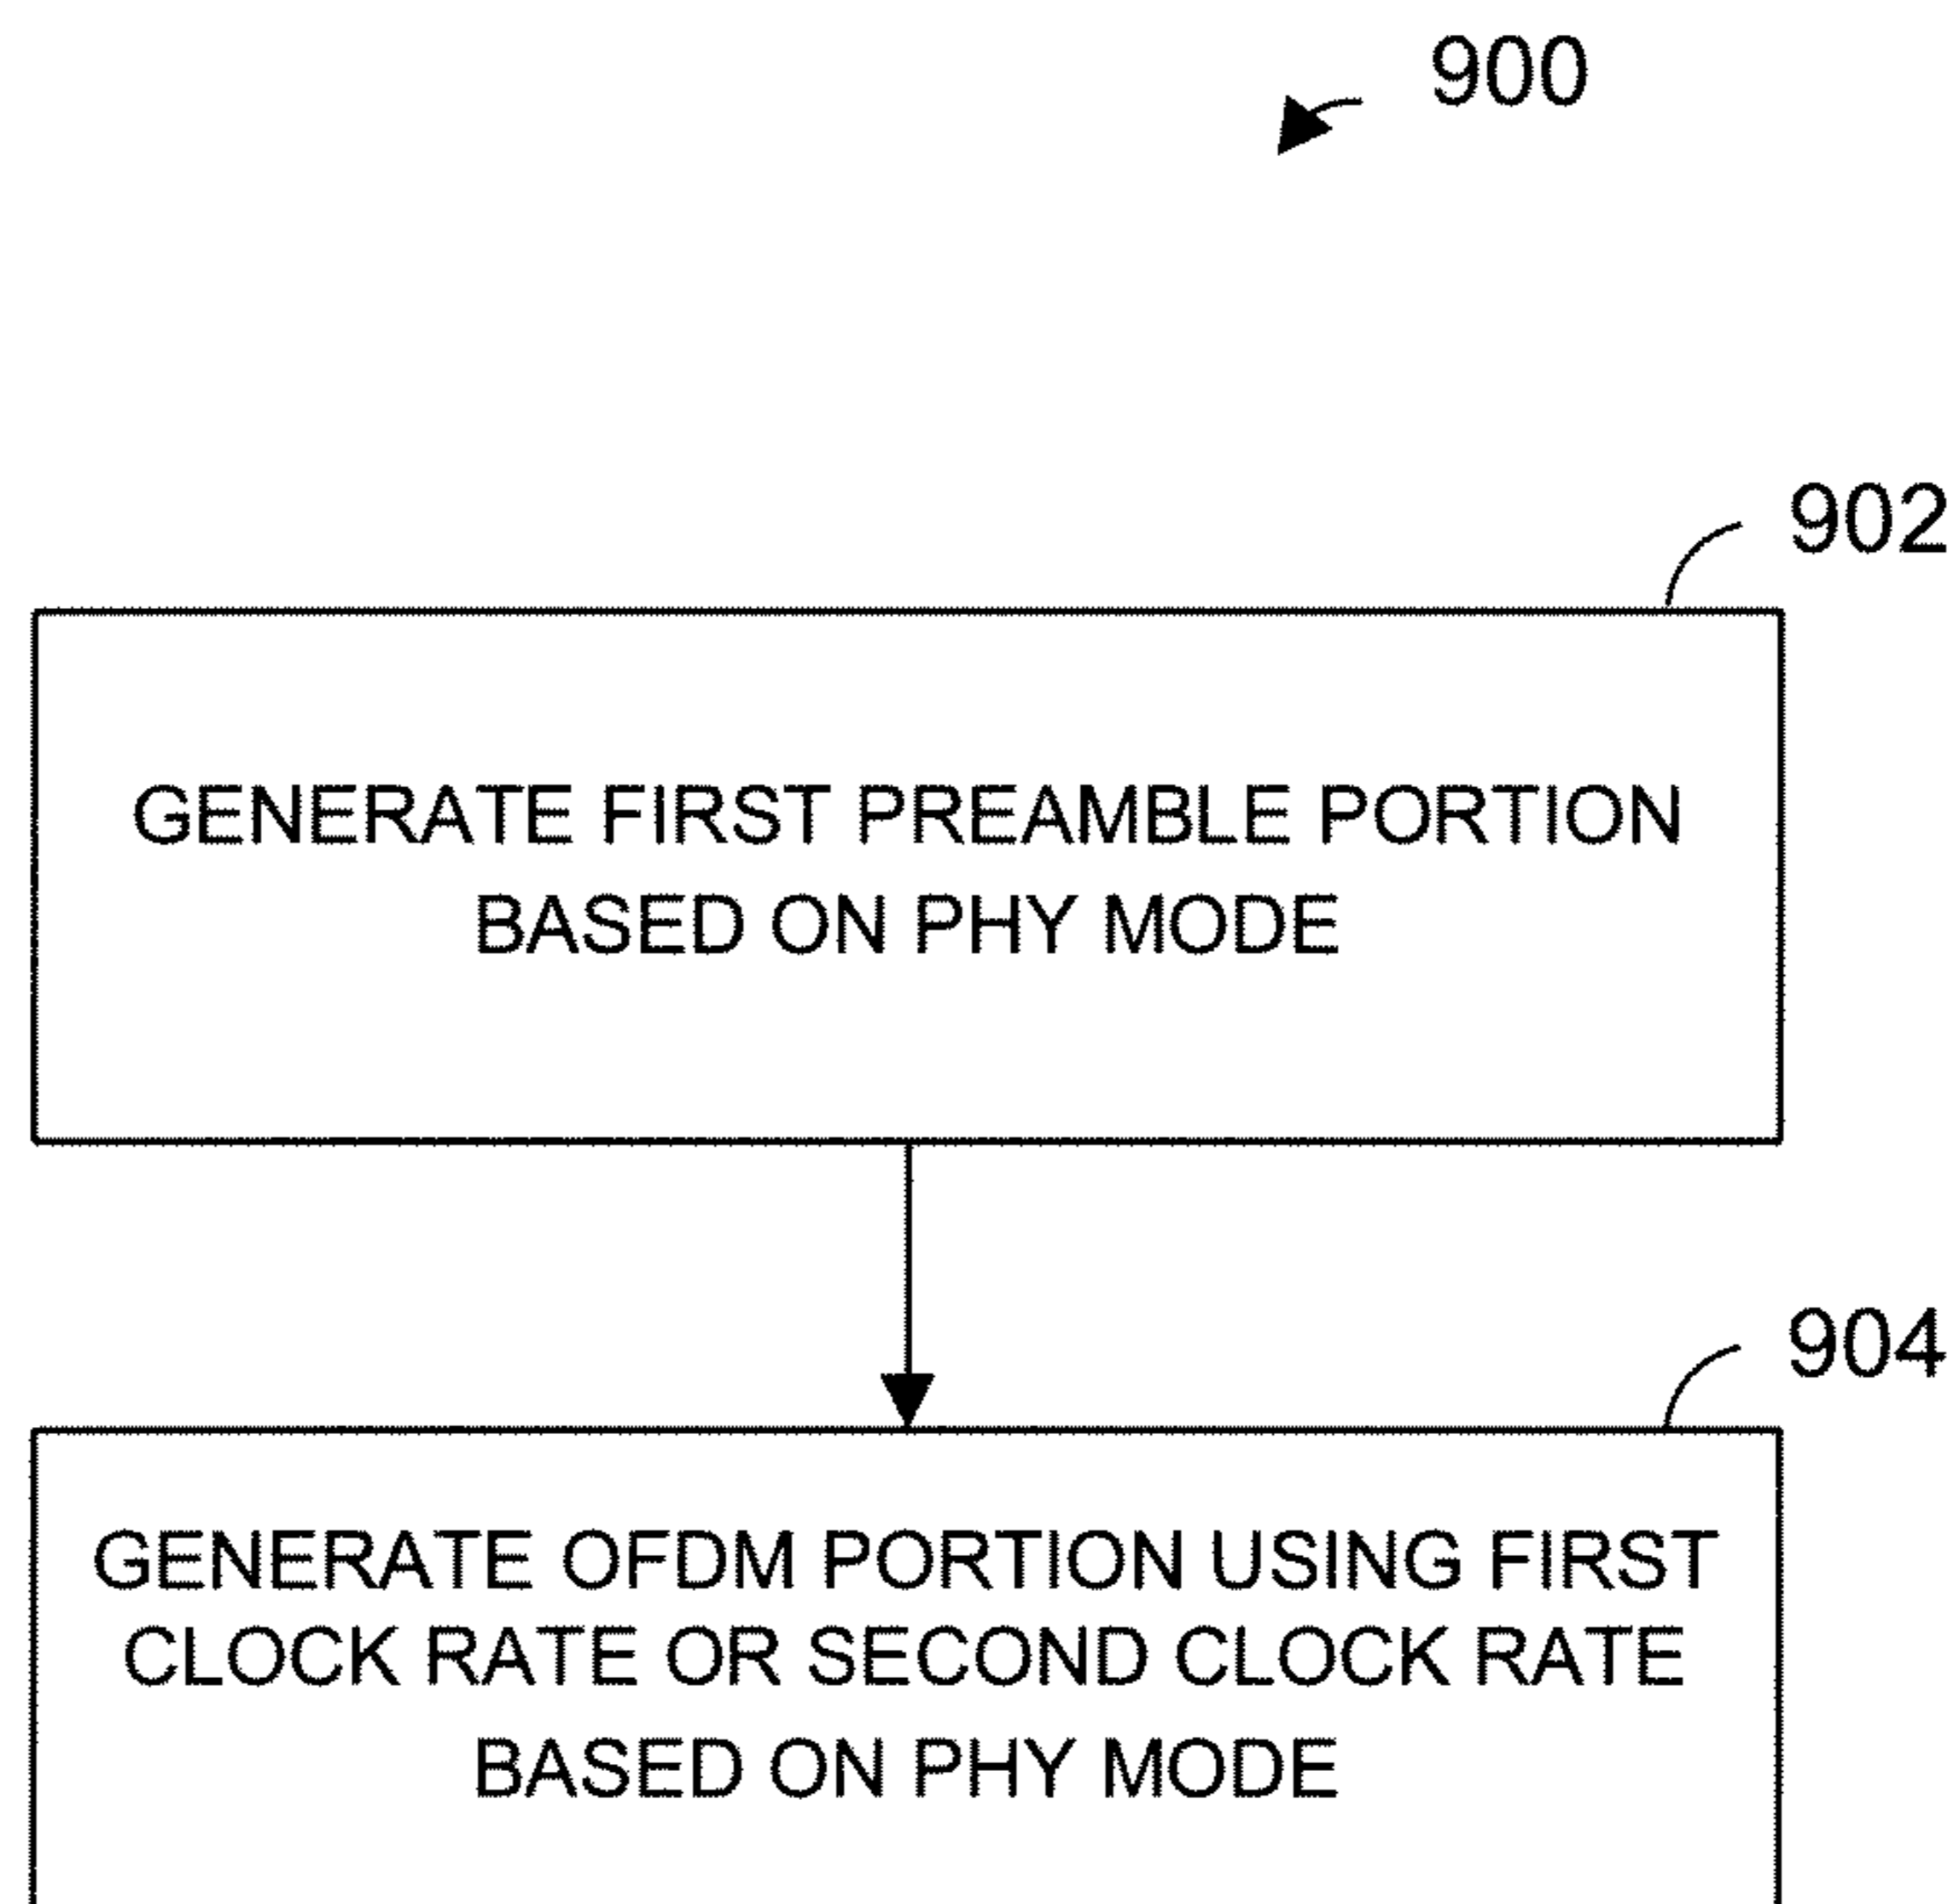 900
902
GENERATE FIRST PREAMBLE PORTION
BASED ON PHY MODE
904
GENERATE OFDM PORTION USING FIRST
CLOCK RATE OR SECOND CLOCK RATE
BASED ON PHY MODE